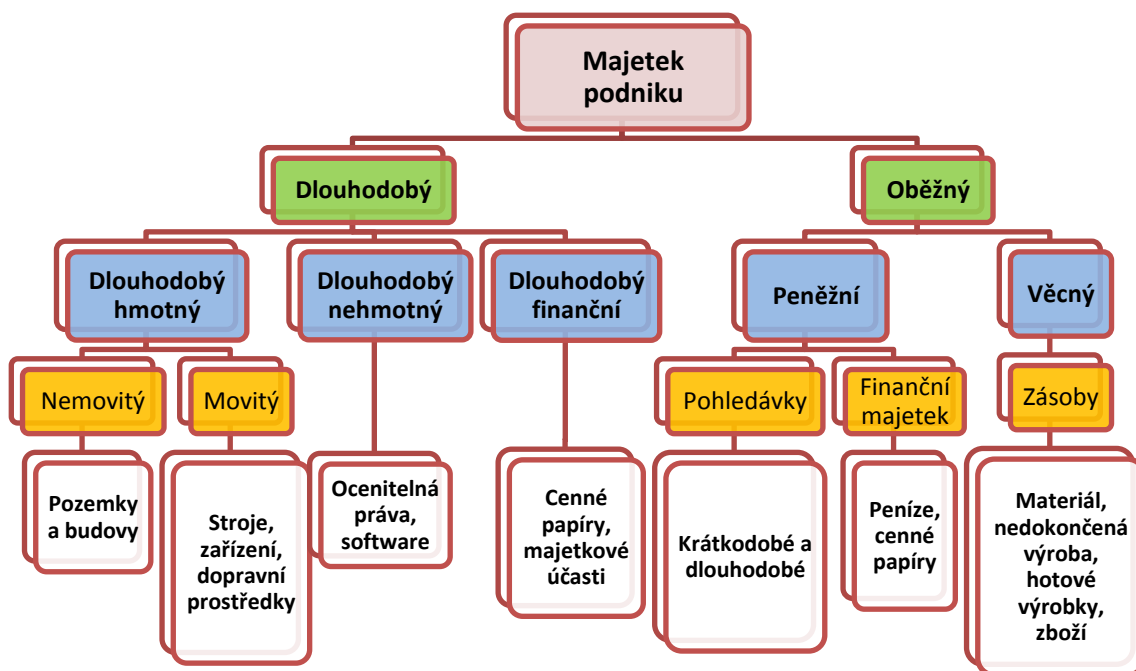 Majetek
podniku
Dlouhodobý
Oběžný
Dlouhodobý
hmotný
Dlouhodobý
nehmotný
Dlouhodobý
finanční
Peněžní
Věcný
Nemovitý
Movitý
Pohledávky
Finanční
majetek
Zásoby
Pozemky
a budovy
Stroje,
zařízení,
dopravní
prostředky
Ocenitelná
práva,
software
Cenné
papíry,
majetkové
účasti
Krátkodobé a
dlouhodobé
Peníze,
cenné
papíry
Materiál,
nedokončená
výroba,
hotové
výrobky,
zboží